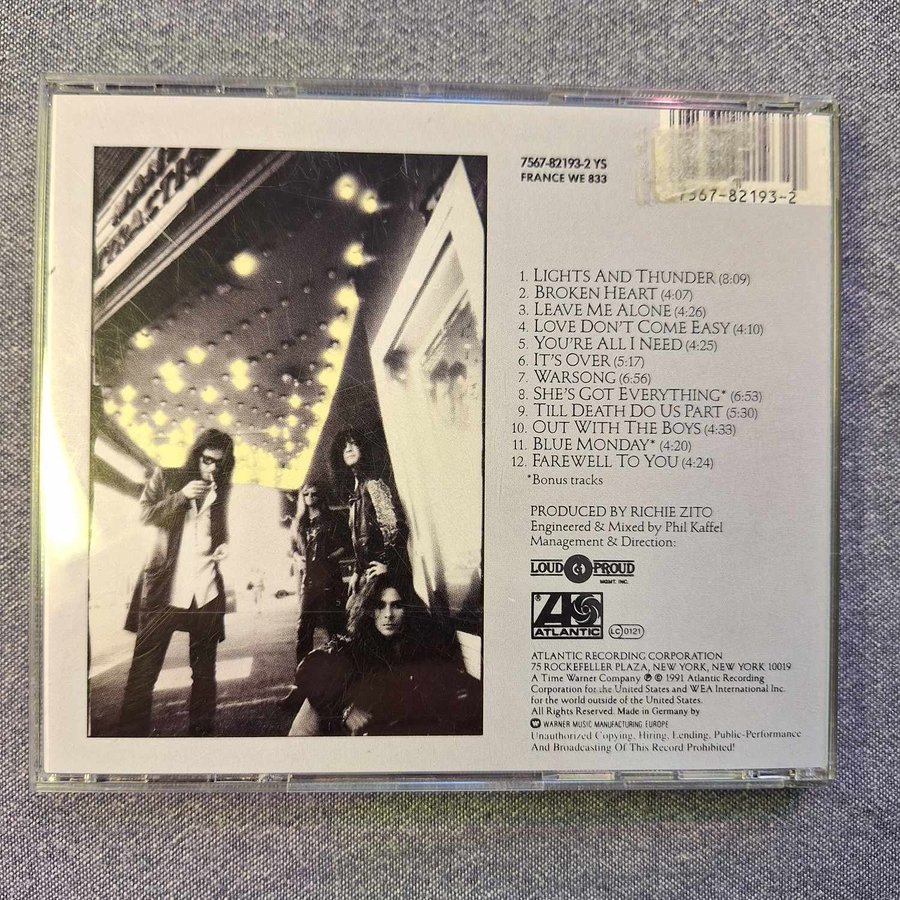 7567-82193-2 YS
FRANCE WE 833
7567-82193-2
1. LIGHTS AND THUNDER (8:09)
2. BROKEN HEART (4:07)
3. LEAVE ME ALONE (4:26)
4. LOVE DON'T COME EASY (4:10)
5. YOU'RE ALL I NEED (4:25)
6. IT'S OVER (5:17)
7. WARSONG (6:56)
8. SHE'S GOT EVERYTHING* (6:53)
9. TILL DEATH DO US PART (5:30)
10. OUT WITH THE BOYS (4:33)
11. BLUE MONDAY* (4:20)
12. FAREWELL TO YOU (4:24)
*Bonus tracks
PRODUCED BY RICHIE ZITO
Engineered & Mixed by Phil Kaffel
Management & Direction:
LOUD & PROUD
MGMT. INC.
ATLANTIC
LC 0121
ATLANTIC RECORDING CORPORATION
75 ROCKEFELLER PLAZA, NEW YORK, NEW YORK 10019
A Time Warner Company ℗ © 1991 Atlantic Recording
Corporation for the United States and WEA International Inc.
for the world outside of the United States.
All Rights Reserved. Made in Germany by
WARNER MUSIC MANUFACTURING EUROPE
Unauthorized Copying, Hiring, Lending, Public-Performance
And Broadcasting Of This Record Prohibited!